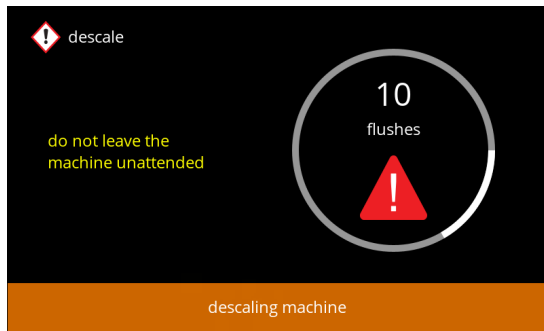 descale
10
flushes
do not leave the
machine unattended
descaling machine